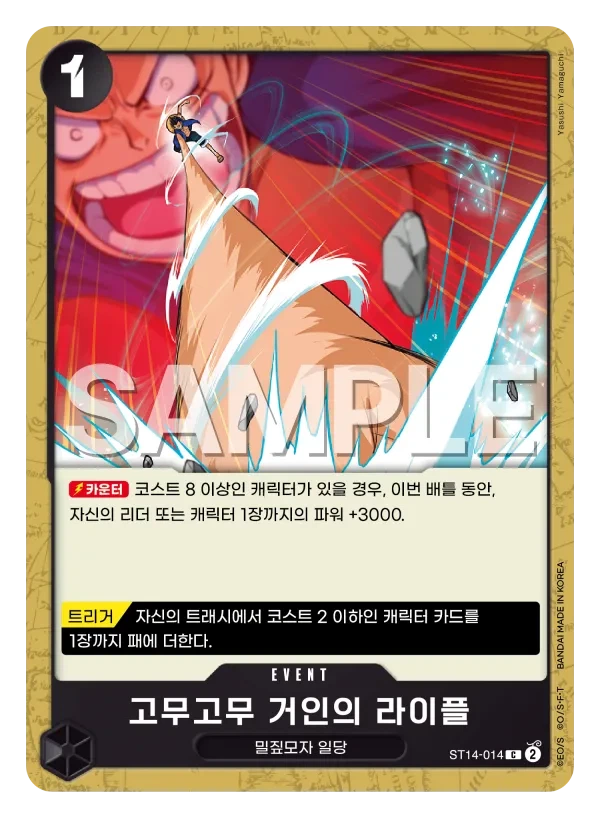 1
Yasushi Yamaguchi
SAMPLE
카운터 코스트 8 이상인 캐릭터가 있을 경우, 이번 배틀 동안,
자신의 리더 또는 캐릭터 1장까지의 파워 +3000.
트리거 자신의 트래시에서 코스트 2 이하인 캐릭터 카드를
1장까지 패에 더한다.
EVENT
고무고무 거인의 라이플
밀짚모자 일당
ST14-014 C 2
©E.O/S ©O/S·F·T BANDAI MADE IN KOREA